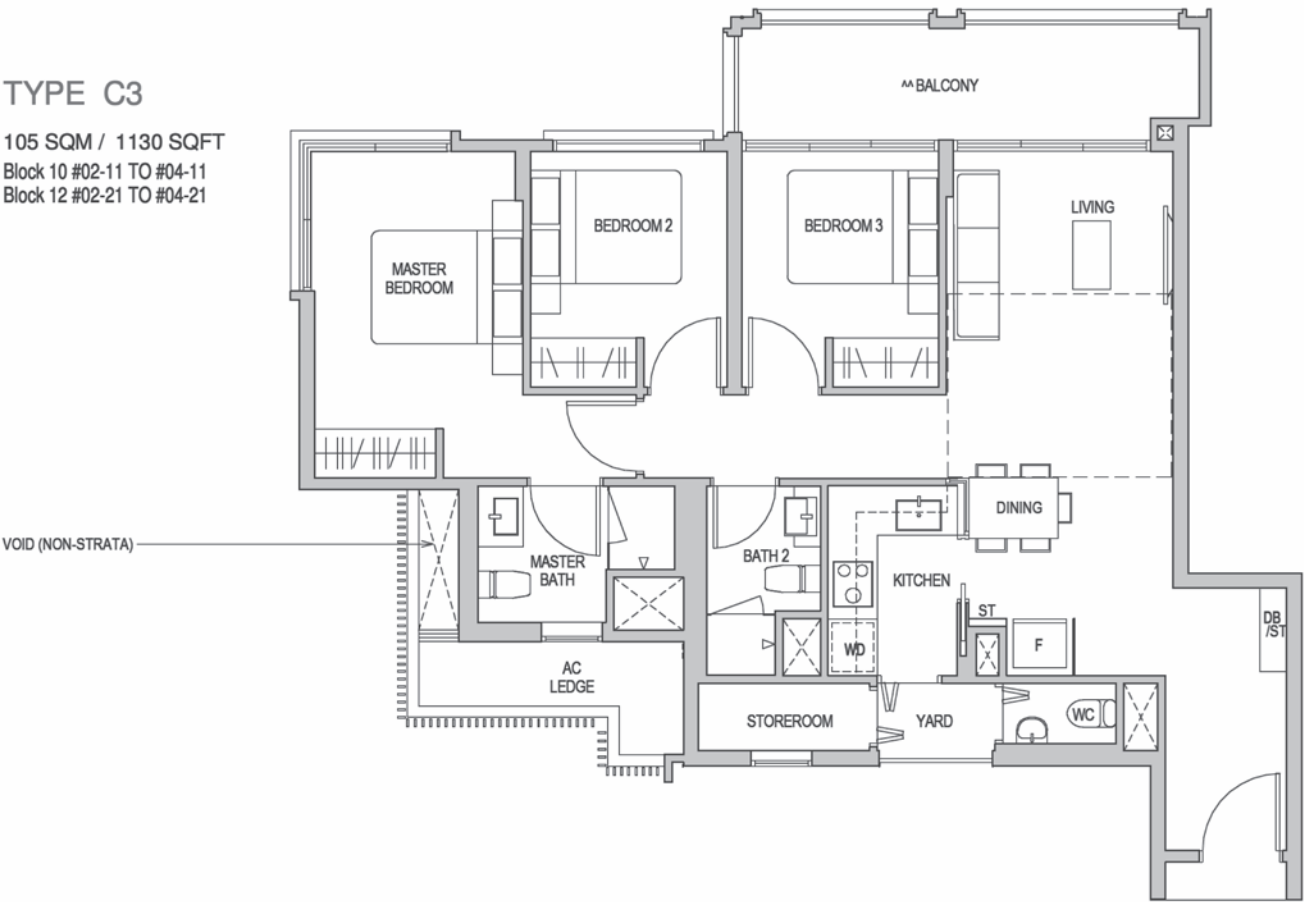 TYPE C3
105 SQM / 1130 SQFT
Block 10 #02-11 TO #04-11
Block 12 #02-21 TO #04-21
^^ BALCONY
LIVING
BEDROOM 2
BEDROOM 3
MASTER
BEDROOM
DINING
VOID (NON-STRATA)
MASTER
BATH
BATH 2
KITCHEN
ST
DB
/ST
F
WD
AC
LEDGE
STOREROOM
YARD
WC